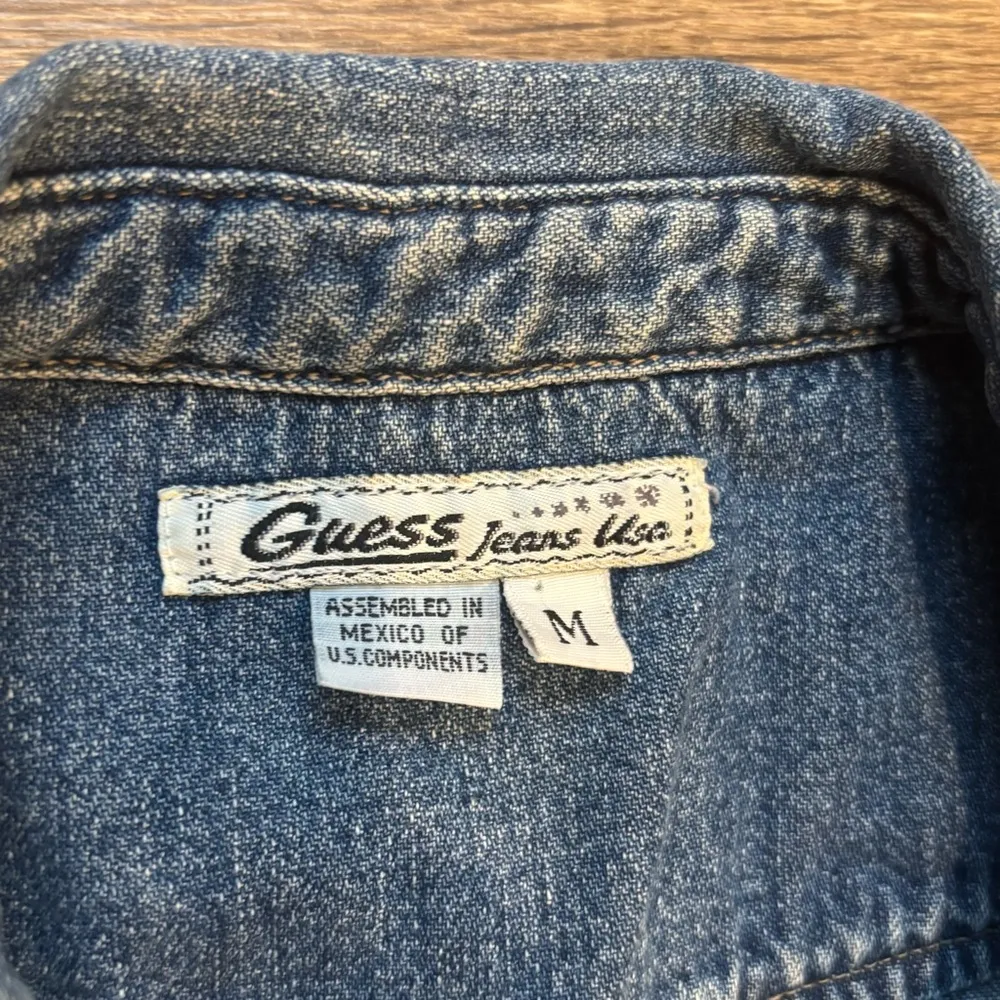 Guess Jeans Usa
ASSEMBLED IN
MEXICO OF
U.S.COMPONENTS
M